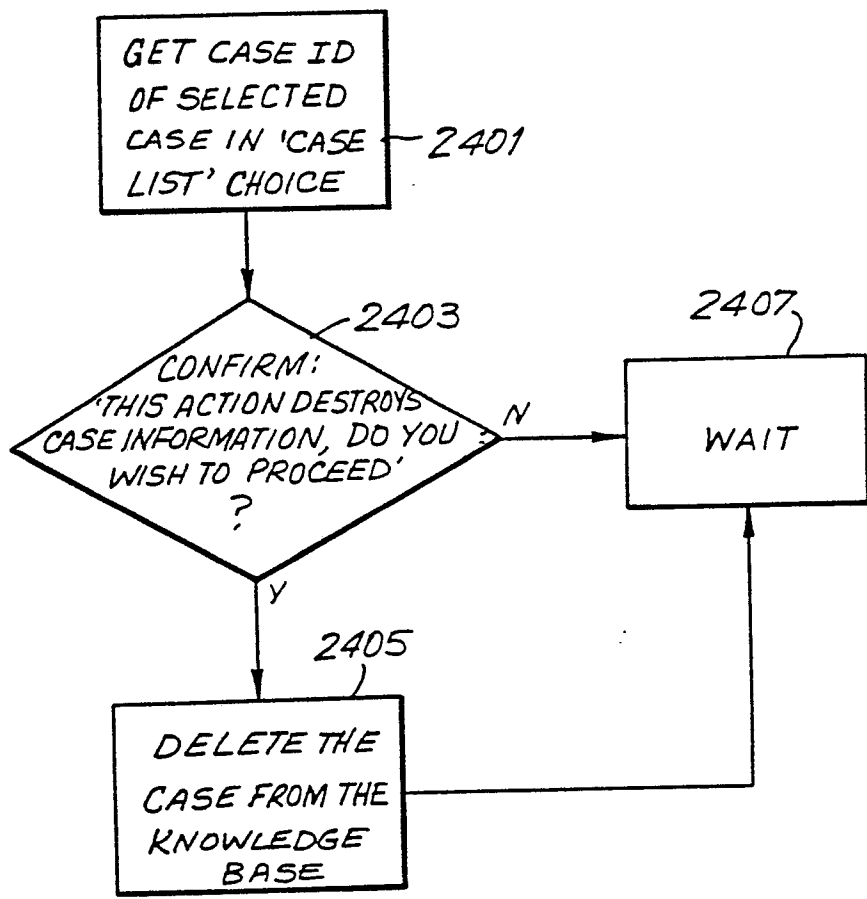 GET CASE ID
OF SELECTED
CASE IN 'CASE
LIST' CHOICE
2401
2403
CONFIRM:
'THIS ACTION DESTROYS
CASE INFORMATION, DO YOU
WISH TO PROCEED'
?
N
Y
2407
WAIT
2405
DELETE THE
CASE FROM THE
KNOWLEDGE
BASE